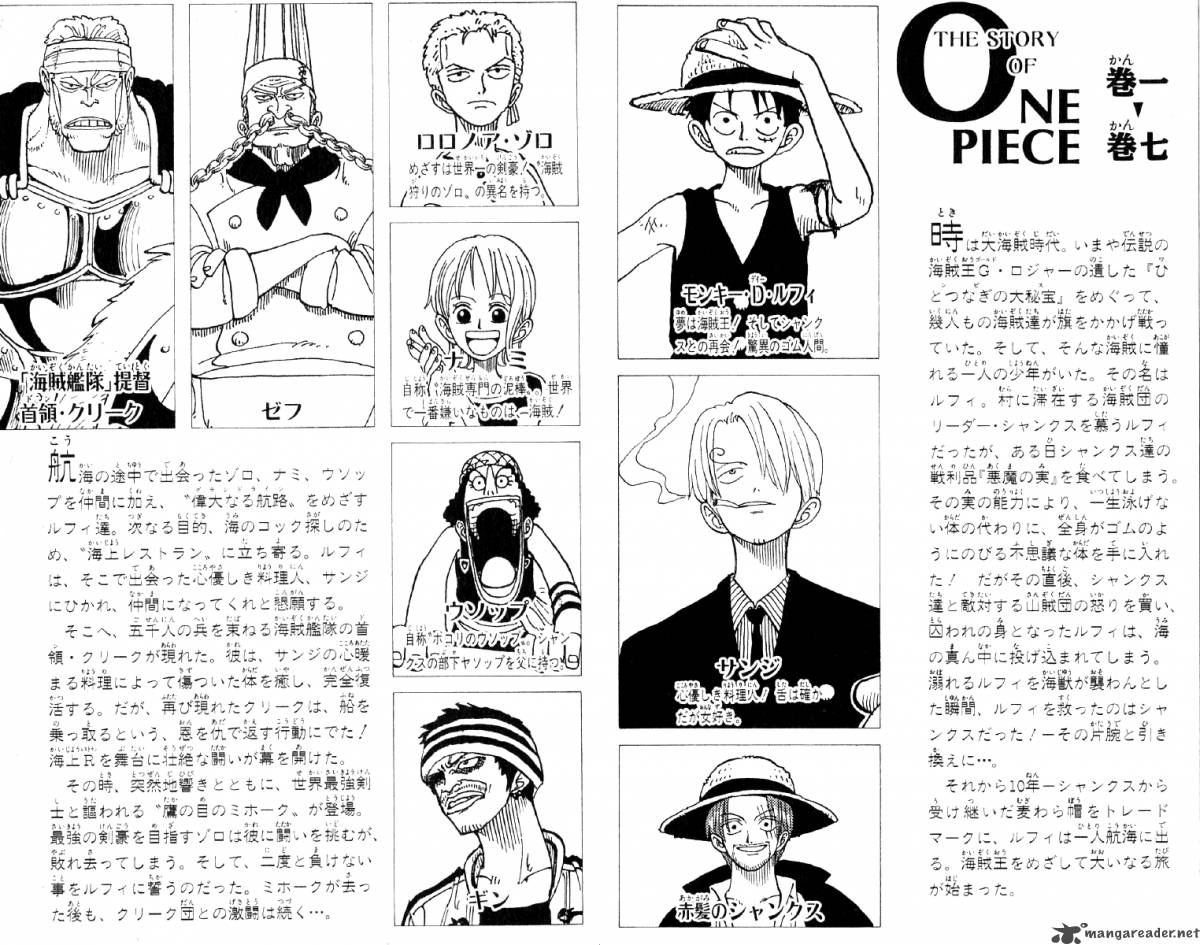 THE STORY
OF
ONE
PIECE
巻一
▼
巻七
時は大海賊時代。いまや伝説の
海賊王G・ロジャーの遺した『ひ
とつなぎの大秘宝』をめぐって、
幾人もの海賊達が旗をかかげ戦っ
ていた。そして、そんな海賊に憧
れる一人の少年がいた。その名は
ルフィ。村に滞在する海賊団の
リーダー・シャンクスを慕うルフィ
だったが、ある日シャンクス達の
戦利品『悪魔の実』を食べてしまう。
その実の能力により、一生泳げな
い体の代わりに、全身がゴムのよ
うにのびる不思議な体を手に入れ
た! だがその直後、シャンクス
達と敵対する山賊団の怒りを買い、
囚われの身となったルフィは、海
の真ん中に投げ込まれてしまう。
溺れるルフィを海獣が襲わんとし
た瞬間、ルフィを救ったのはシャ
ンクスだった!ーその片腕と引き
換えに…。
それから10年ーシャンクスから
受け継いだ麦わら帽をトレード
マークに、ルフィは一人航海に出
る。海賊王をめざして大いなる旅
が始まった。
モンキー・D・ルフィ
夢は海賊王! そしてシャンク
スとの再会! 驚異のゴム人間。
サンジ
心優しき料理人! 舌は確か
だが女好き。
赤髪のシャンクス
ロロノア・ゾロ
めざすは世界一の剣豪! “海賊
狩りのゾロ〟の異名を持つ。
ナミ
自称〝海賊専門の泥棒〟。世界
で一番嫌いなものは、海賊!
ウソップ
自称〝ホコリのウソップ〟。シャン
クスの部下ヤソップを父に持つ。
ギン
ゼフ
「海賊艦隊」提督
首領・クリーク
航海の途中で出会ったゾロ、ナミ、ウソッ
プを仲間に加え、〝偉大なる航路〟をめざす
ルフィ達。次なる目的、海のコック探しのた
め、〝海上レストラン〟に立ち寄る。ルフィ
は、そこで出会った心優しき料理人、サンジ
にひかれ、仲間になってくれと懇願する。
そこへ、五千人の兵を束ねる海賊艦隊の首
領・クリークが現れた。彼は、サンジの心暖
まる料理によって傷ついた体を癒し、完全復
活する。だが、再び現れたクリークは、船を
乗っ取るという、恩を仇で返す行動にでた!
海上Rを舞台に壮絶な闘いが幕を開けた。
その時、突然地響きとともに、世界最強剣
士と謳われる〝鷹の目のミホーク〟が登場。
最強の剣豪を目指すゾロは彼に闘いを挑むが、
敗れ去ってしまう。そして、二度と負けない
事をルフィに誓うのだった。ミホークが去っ
た後も、クリーク団との激闘は続く…。
mangareader.net